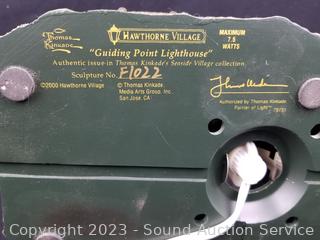 Thomas
Kinkade
HAWTHORNE VILLAGE
MAXIMUM
7.5
WATTS
"Guiding Point Lighthouse"
Authentic issue in Thomas Kinkade's Seaside Village collection
Sculpture No. F1022
©2000 Hawthorne Village
© Thomas Kinkade,
Media Arts Group, Inc.
San Jose, CA
Authorized by Thomas Kinkade
Painter of Light™
Copyright 2023 - Sound Auction Service